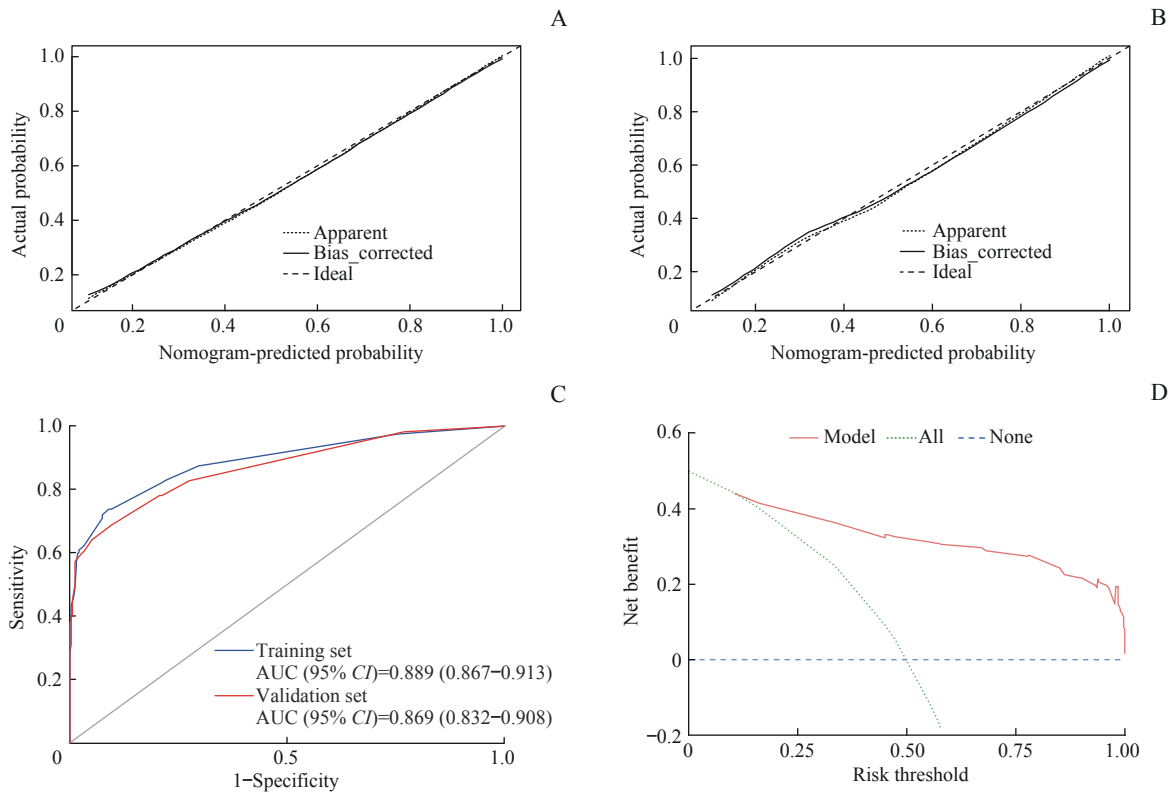 A
Actual probability
1.0
0.8
0.6
0.4
0.2
0
Apparent
Bias_corrected
Ideal
0.2
0.4
0.6
0.8
1.0
Nomogram-predicted probability
B
Actual probability
1.0
0.8
0.6
0.4
0.2
0
Apparent
Bias_corrected
Ideal
0.2
0.4
0.6
0.8
1.0
Nomogram-predicted probability
C
Sensitivity
1.0
0.8
0.6
0.4
0.2
0
Training set
AUC (95% CI)=0.889 (0.867−0.913)
Validation set
AUC (95% CI)=0.869 (0.832−0.908)
0.5
1.0
1−Specificity
D
Net benefit
0.6
0.4
0.2
0
−0.2
Model
All
None
0
0.25
0.50
0.75
1.00
Risk threshold